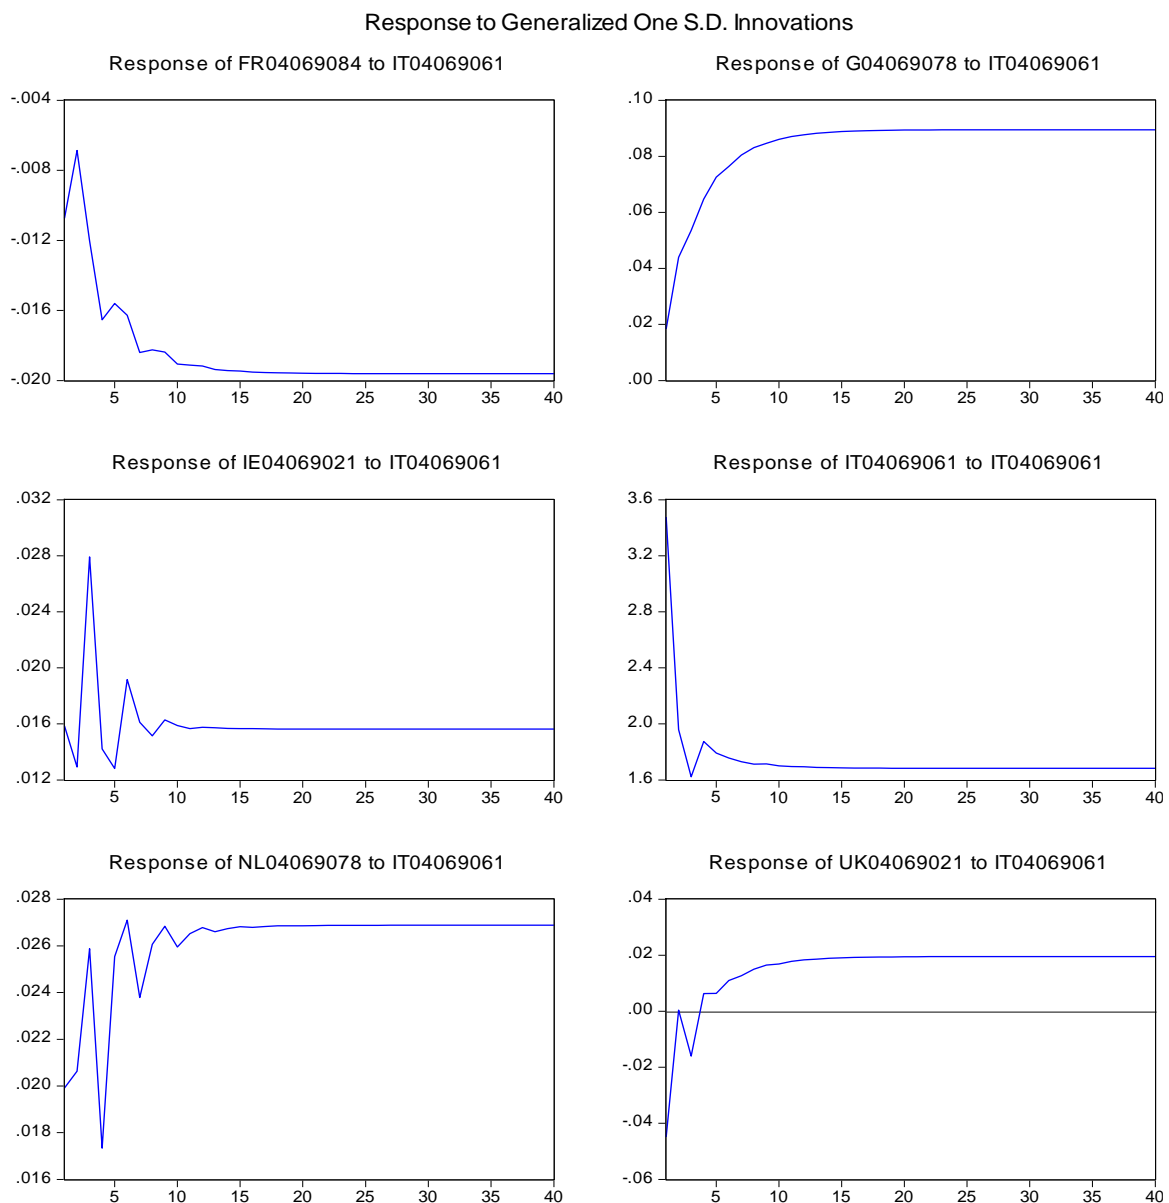 Response to Generalized One S.D. Innovations
Response of FR04069084 to IT04069061
-.004
-.008
-.012
-.016
-.020
5 10 15 20 25 30 35 40
Response of G04069078 to IT04069061
.10
.08
.06
.04
.02
.00
5 10 15 20 25 30 35 40
Response of IE04069021 to IT04069061
.032
.028
.024
.020
.016
.012
5 10 15 20 25 30 35 40
Response of IT04069061 to IT04069061
3.6
3.2
2.8
2.4
2.0
1.6
5 10 15 20 25 30 35 40
Response of NL04069078 to IT04069061
.028
.026
.024
.022
.020
.018
.016
5 10 15 20 25 30 35 40
Response of UK04069021 to IT04069061
.04
.02
.00
-.02
-.04
-.06
5 10 15 20 25 30 35 40